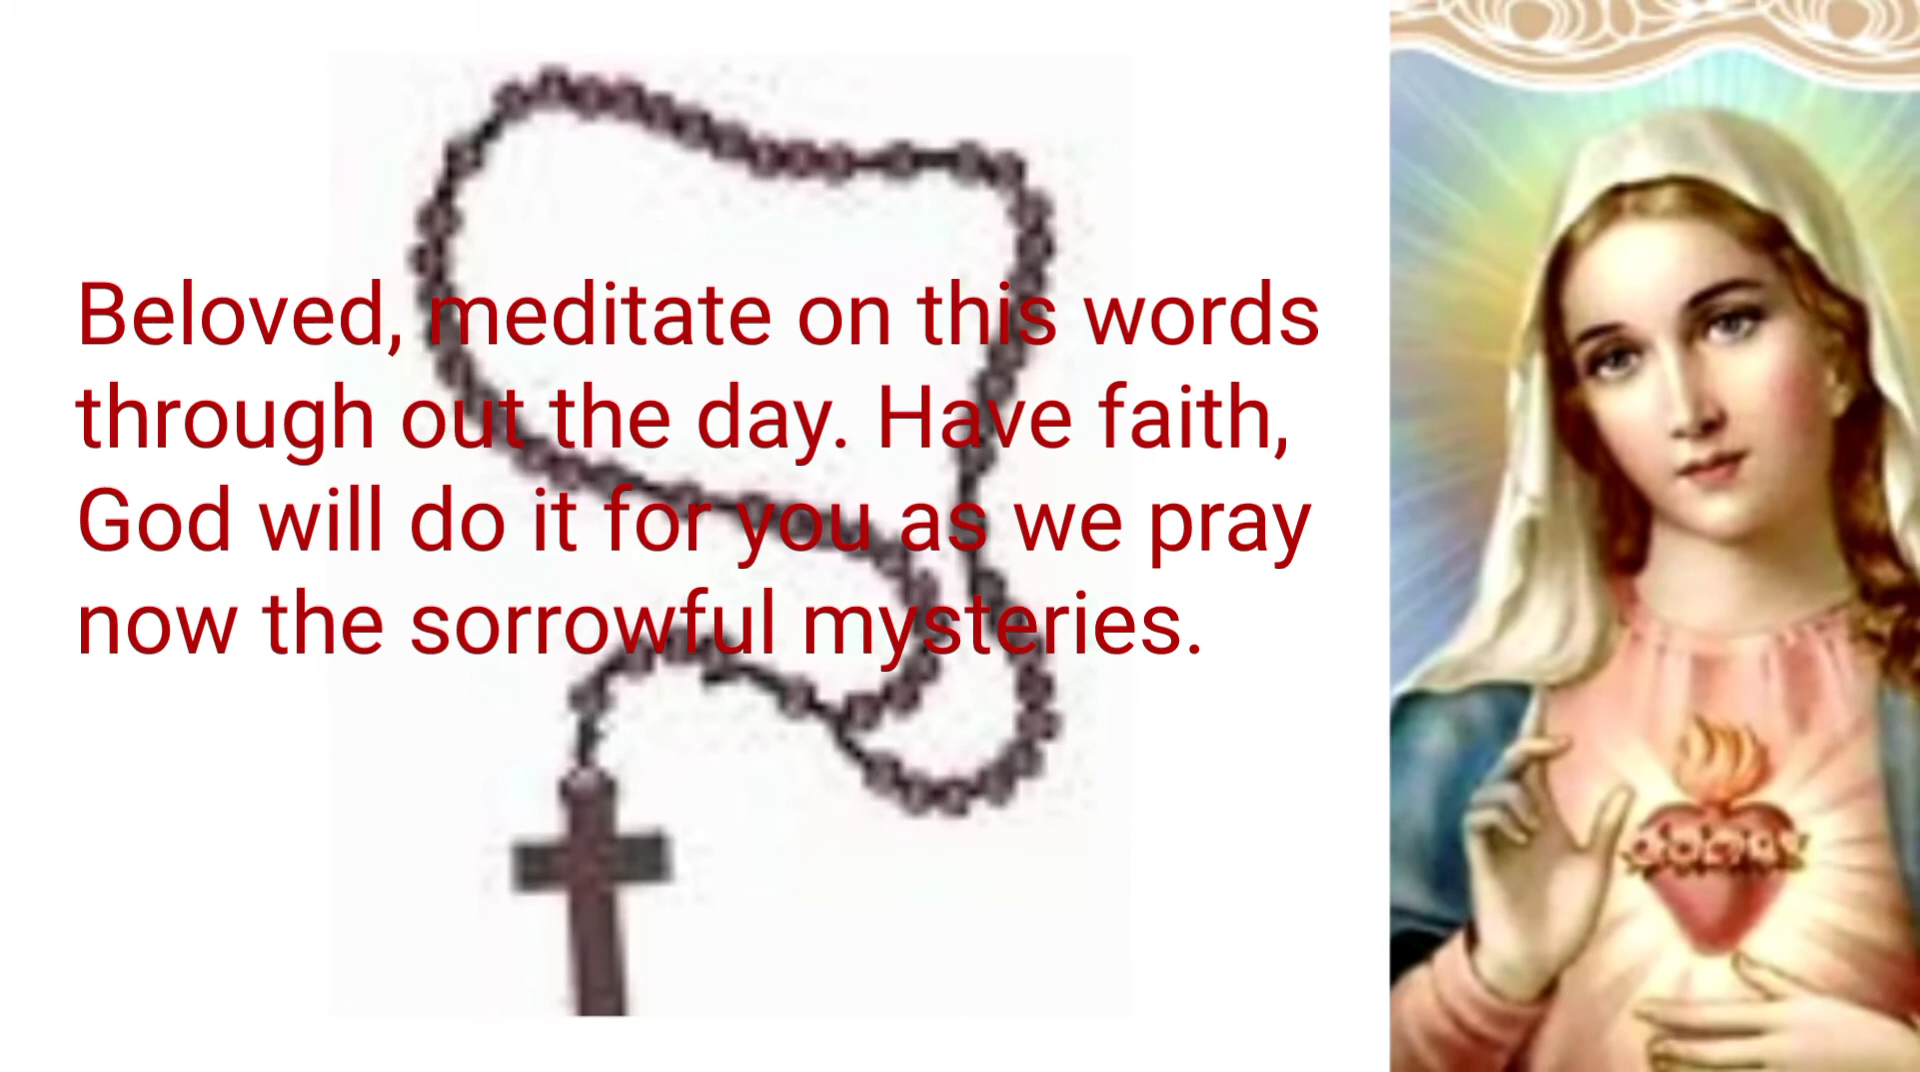 Beloved, meditate on this words
through out the day. Have faith,
God will do it for you as we pray
now the sorrowful mysteries.